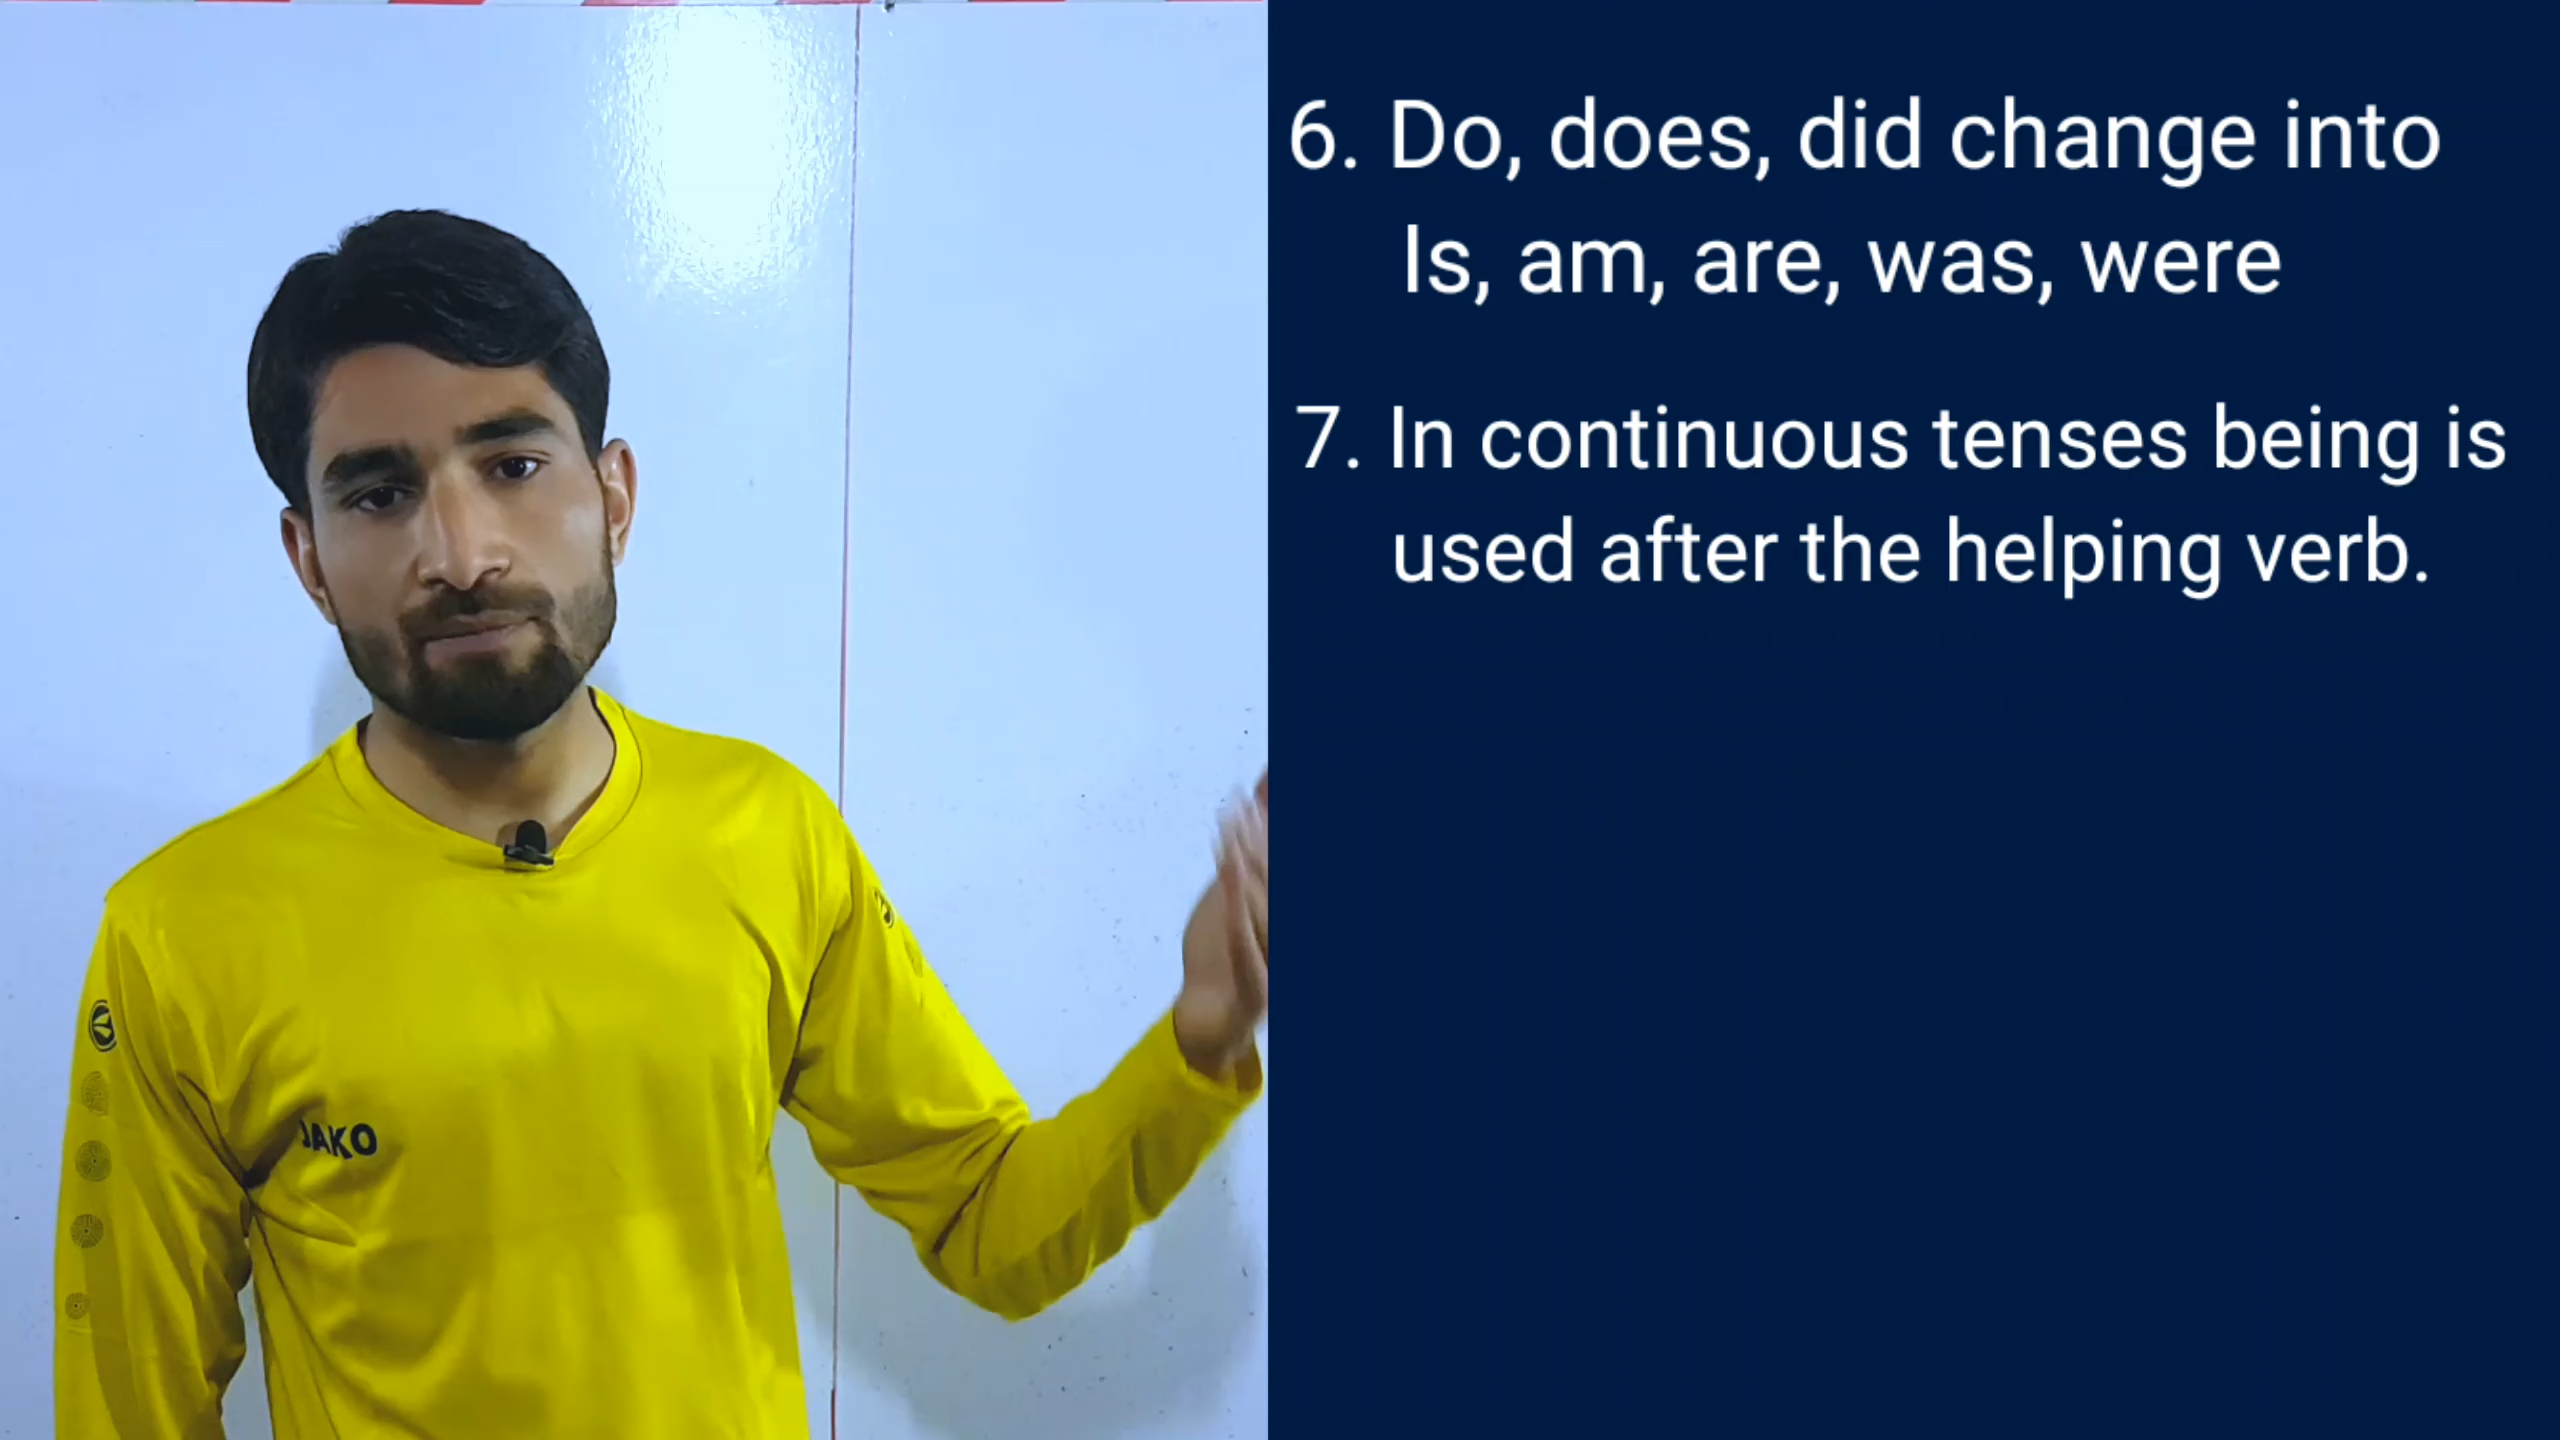 6. Do, does, did change into
Is, am, are, was, were
7. In continuous tenses being is
used after the helping verb.
JAKO